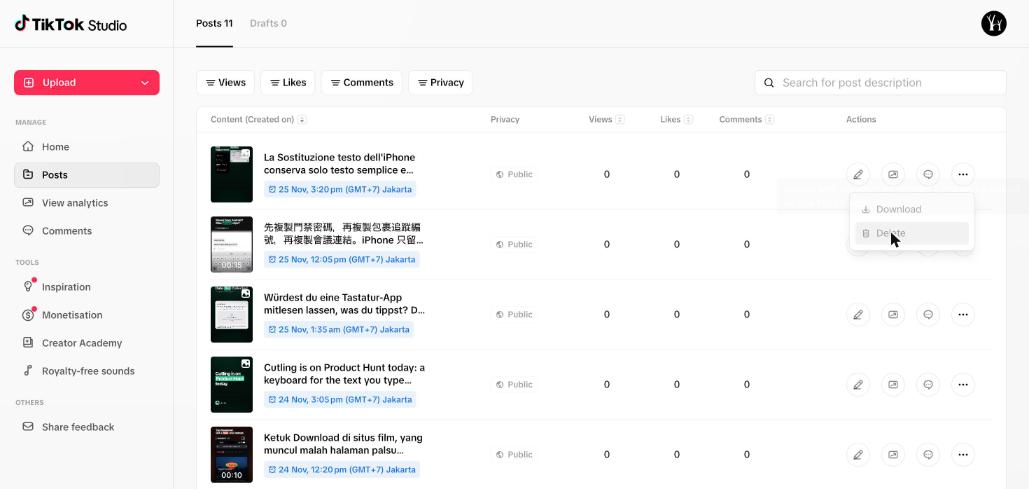 TikTok Studio
Posts 11
Drafts 0
Upload
Views
Likes
Comments
Privacy
Search for post description
MANAGE
Home
Posts
View analytics
Comments
TOOLS
Inspiration
Monetisation
Creator Academy
Royalty-free sounds
OTHERS
Share feedback
Content (Created on)
Privacy
Views
Likes
Comments
Actions
La Sostituzione testo dell'iPhone
conserva solo testo semplice e...
25 Nov, 3:20 pm (GMT+7) Jakarta
Public
0
0
0
Download
Delete
00:15
先複製門禁密碼，再複製包裹追蹤編
號，再複製會議連結。iPhone 只留...
25 Nov, 12:05 pm (GMT+7) Jakarta
Public
0
0
0
Würdest du eine Tastatur-App
mitlesen lassen, was du tippst? D...
25 Nov, 1:35 am (GMT+7) Jakarta
Public
0
0
0
Cutling is on
Product Hunt
today.
Cutling is on Product Hunt today: a
keyboard for the text you type...
24 Nov, 3:05 pm (GMT+7) Jakarta
Public
0
0
0
00:10
Ketuk Download di situs film, yang
muncul malah halaman palsu...
24 Nov, 12:20 pm (GMT+7) Jakarta
Public
0
0
0